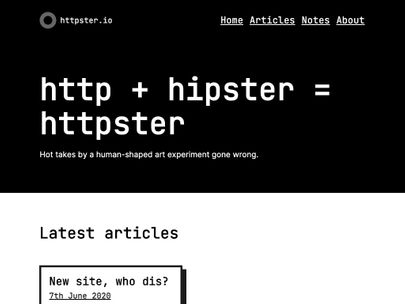 httpster.io
Home Articles Notes About
http + hipster =
httpster
Hot takes by a human-shaped art experiment gone wrong.
Latest articles
New site, who dis?
7th June 2020